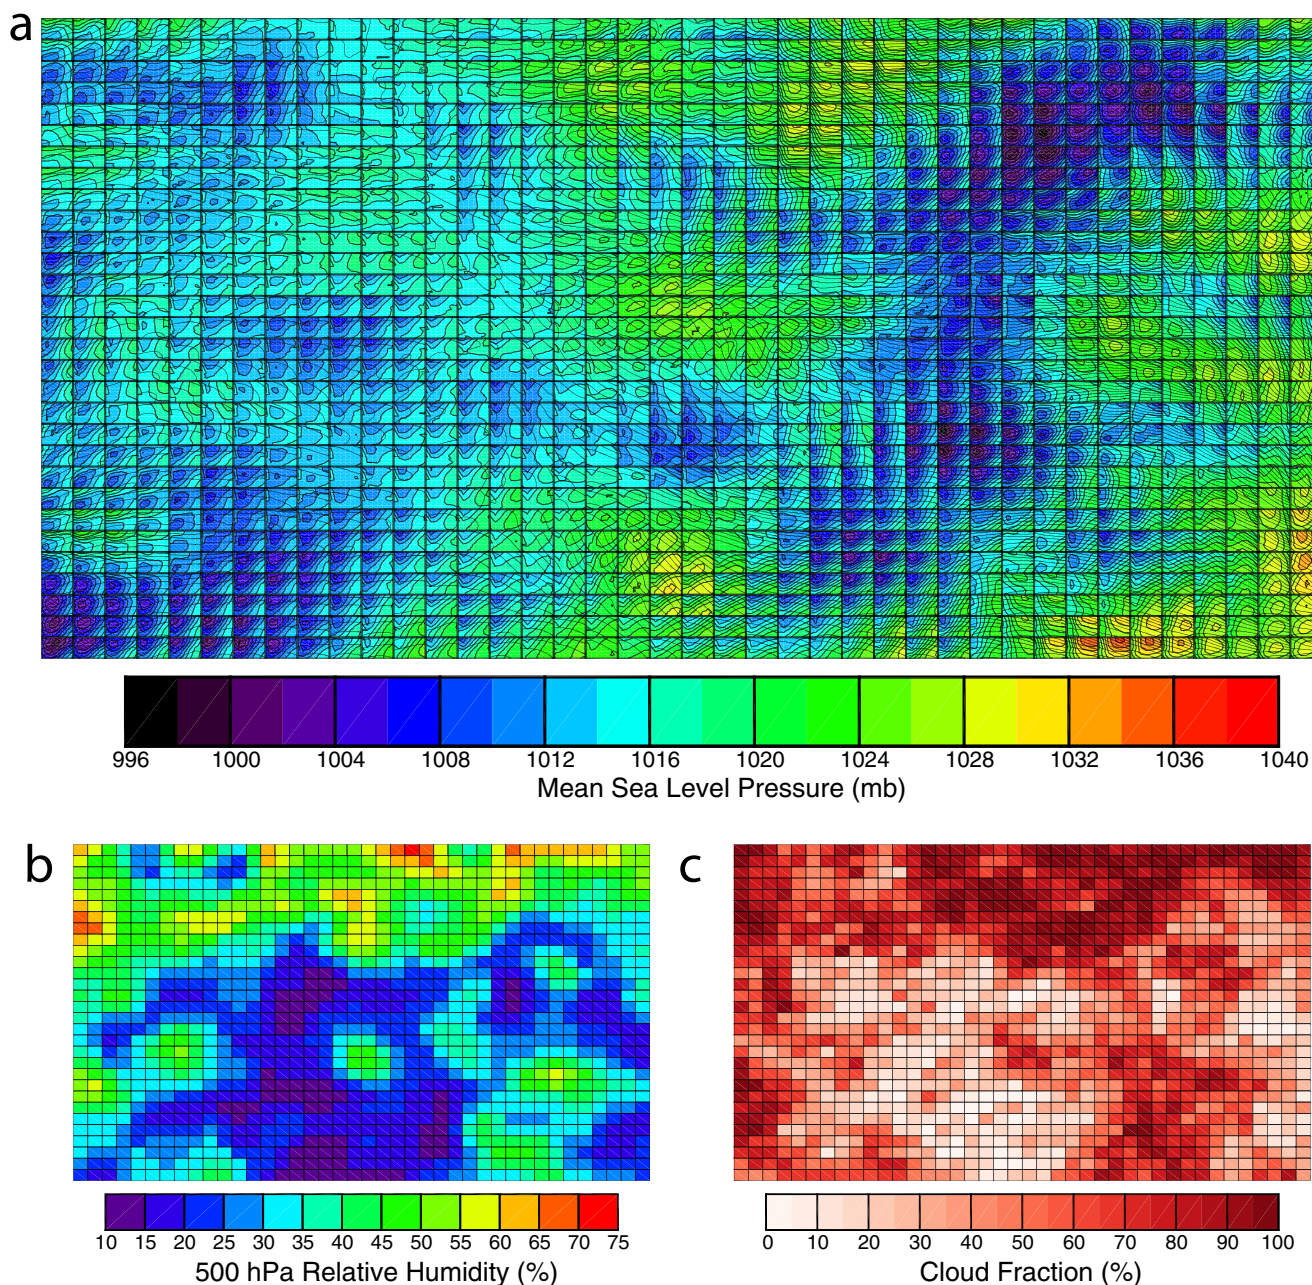 a
996 1000 1004 1008 1012 1016 1020 1024 1028 1032 1036 1040
Mean Sea Level Pressure (mb)
b
c
10 15 20 25 30 35 40 45 50 55 60 65 70 75
500 hPa Relative Humidity (%)
0 10 20 30 40 50 60 70 80 90 100
Cloud Fraction (%)